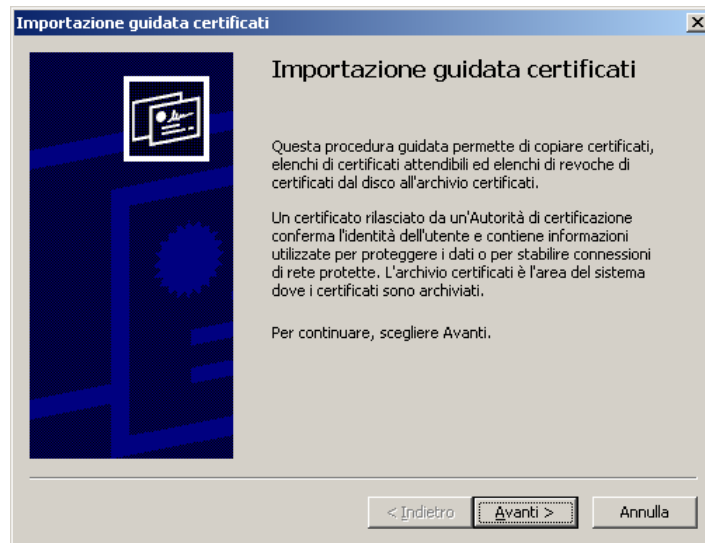 Importazione guidata certificati
Importazione guidata certificati
Questa procedura guidata permette di copiare certificati,
elenchi di certificati attendibili ed elenchi di revoche di
certificati dal disco all'archivio certificati.
Un certificato rilasciato da un'Autorità di certificazione
conferma l'identità dell'utente e contiene informazioni
utilizzate per proteggere i dati o per stabilire connessioni
di rete protette. L'archivio certificati è l'area del sistema
dove i certificati sono archiviati.
Per continuare, scegliere Avanti.
< Indietro Avanti > Annulla